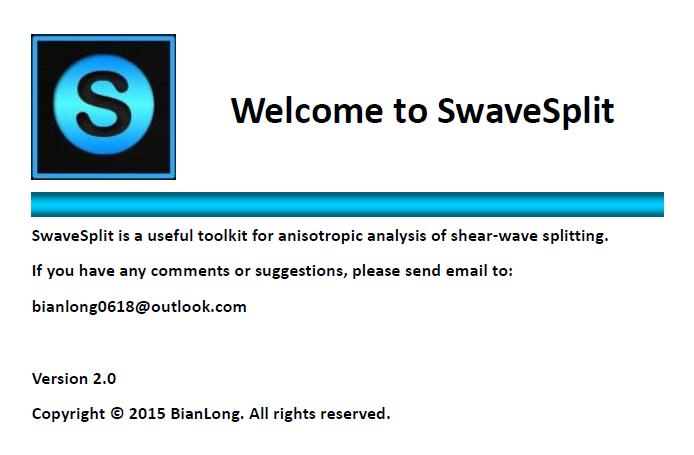 S
Welcome to SwaveSplit
SwaveSplit is a useful toolkit for anisotropic analysis of shear-wave splitting.
If you have any comments or suggestions, please send email to:
bianlong0618@outlook.com
Version 2.0
Copyright © 2015 BianLong. All rights reserved.